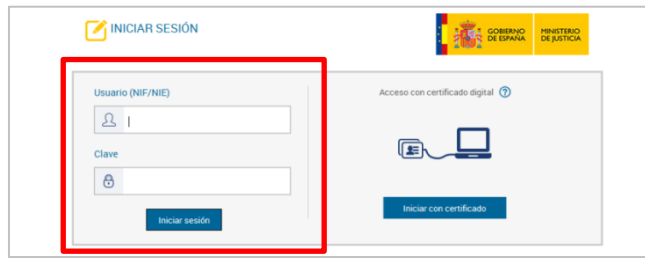 INICIAR SESIÓN
GOBIERNO
DE ESPAÑA
MINISTERIO
DE JUSTICIA
Usuario (NIF/NIE)
Clave
Iniciar sesión
Acceso con certificado digital ?
Iniciar con certificado